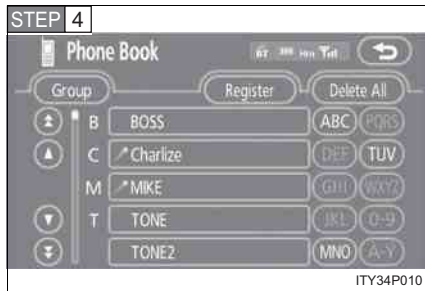 STEP 4
Phone Book
Group Register Delete All
B BOSS ABC PQRS
C Charlize DEF TUV
M MIKE GHI WXYZ
T TONE JKL 0-9
TONE2 MNO A-Y
ITY34P010